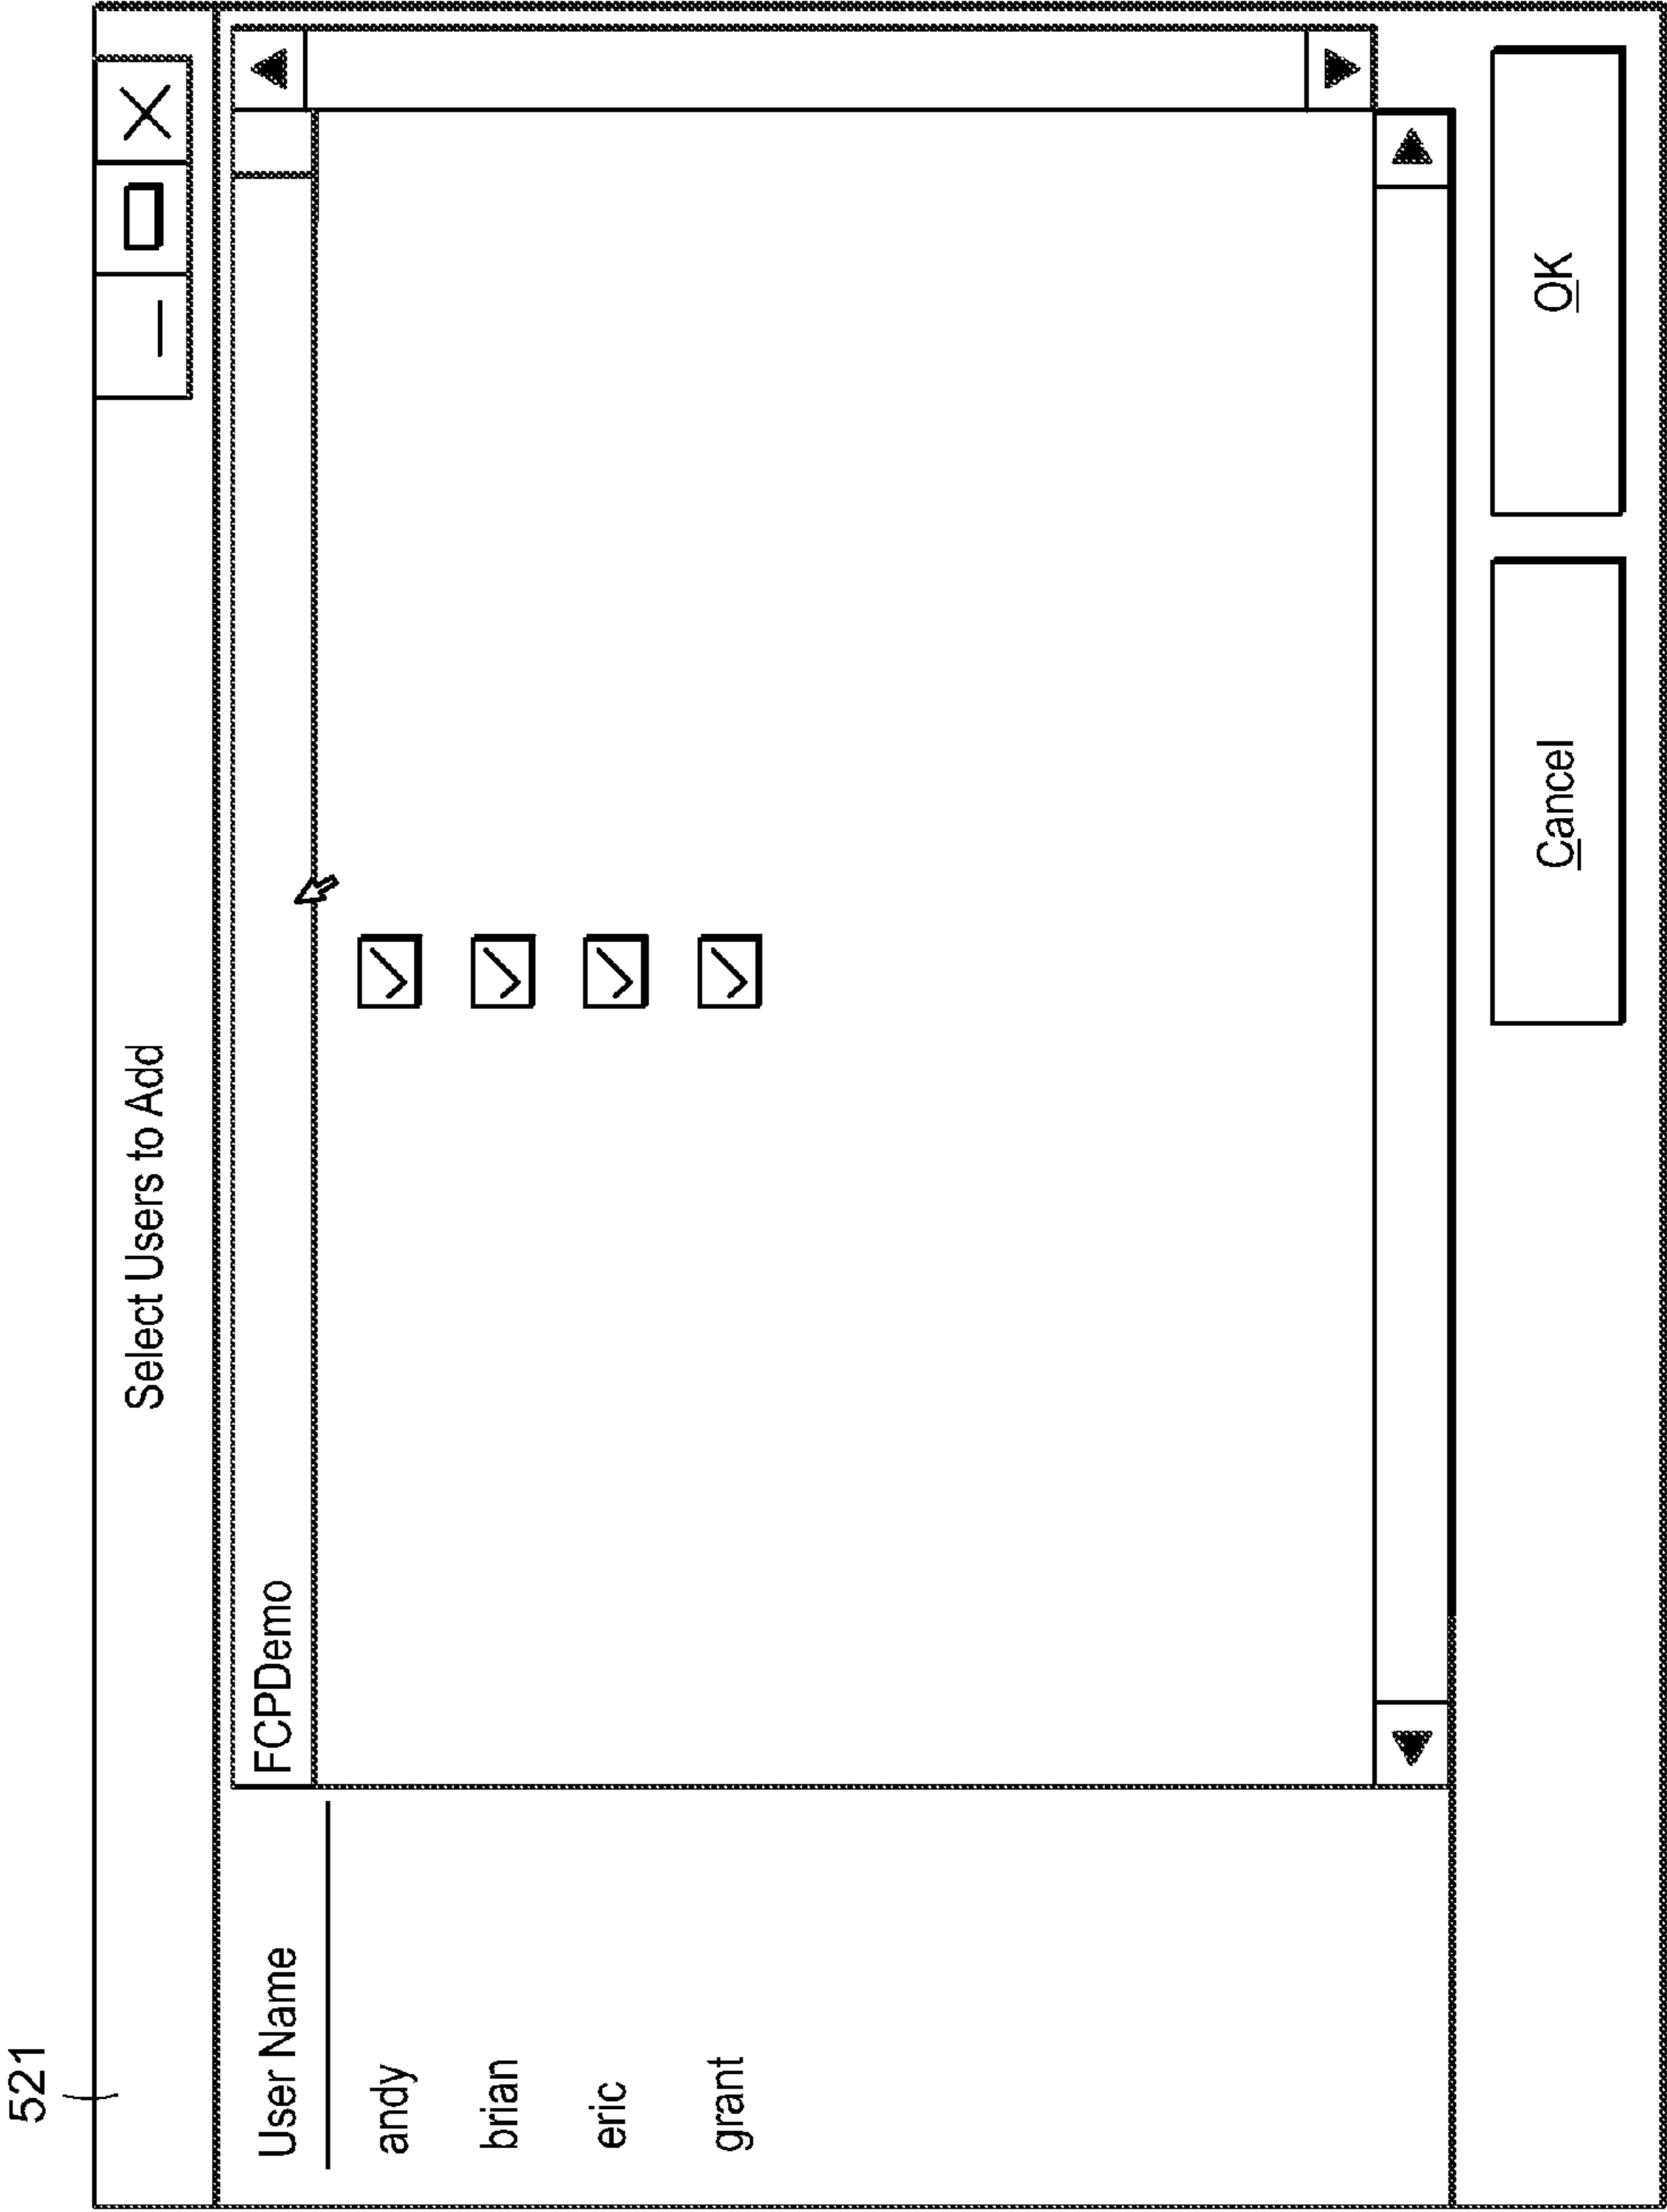 521
Select Users to Add
User Name FCPDemo
andy
brian
eric
grant
Cancel OK